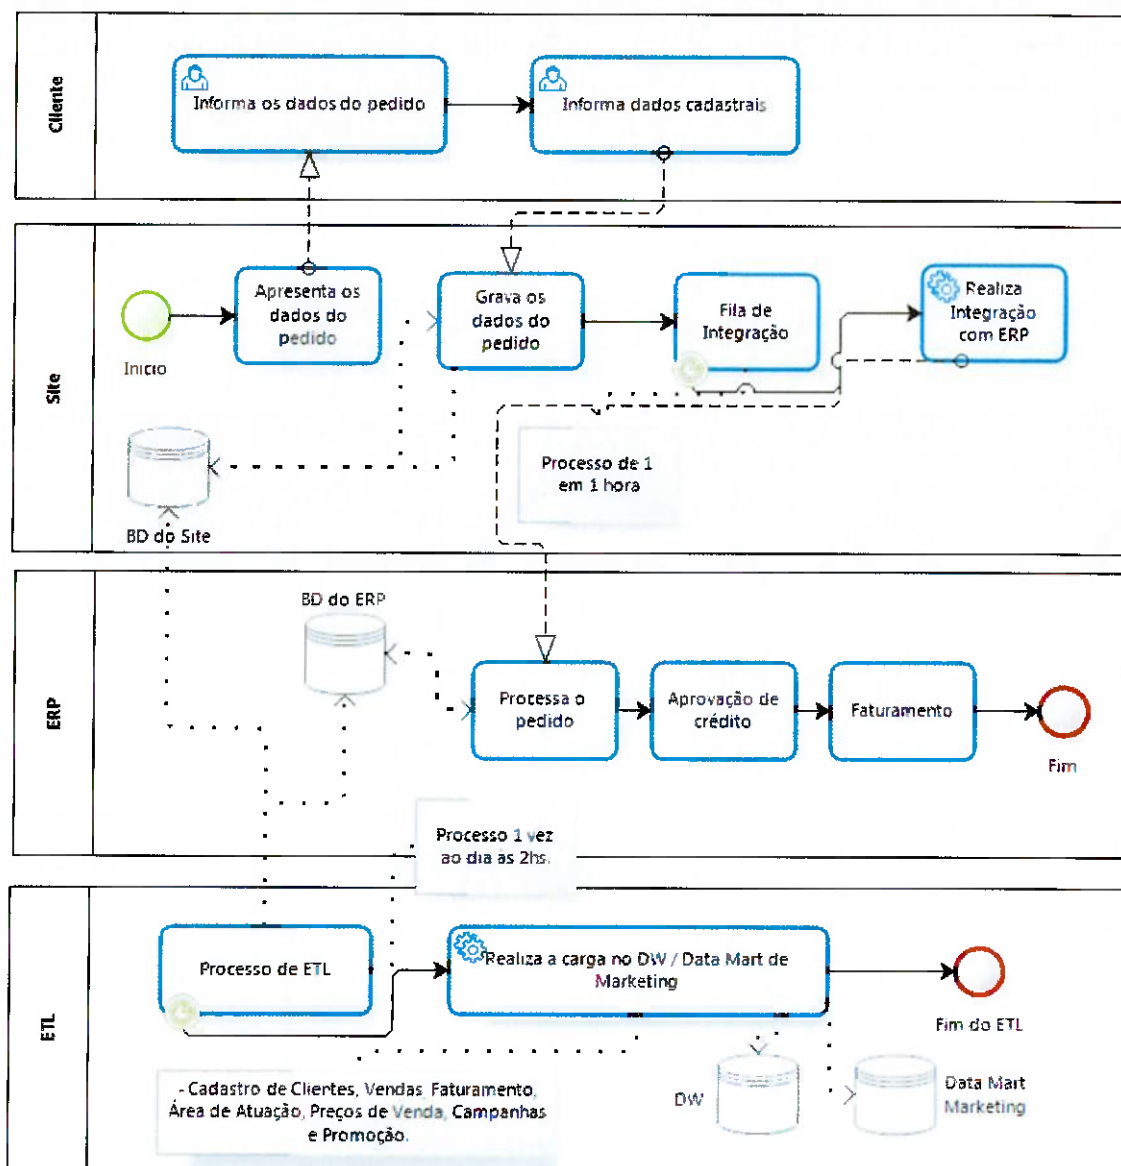 Cliente
Informa os dados do pedido
Informa dados cadastrais
Site
Inicio
Apresenta os
dados do
pedido
Grava os
dados do
pedido
Fila de
Integração
Realiza
Integração
com ERP
Processo de 1
em 1 hora
BD do Site
ERP
BD do ERP
Processa o
pedido
Aprovação de
crédito
Faturamento
Fim
Processo 1 vez
ao dia às 2hs.
ETL
Processo de ETL
Realiza a carga no DW / Data Mart de
Marketing
Fim do ETL
- Cadastro de Clientes, Vendas, Faturamento,
Área de Atuação, Preços de Venda, Campanhas
e Promoção.
DW
Data Mart
Marketing